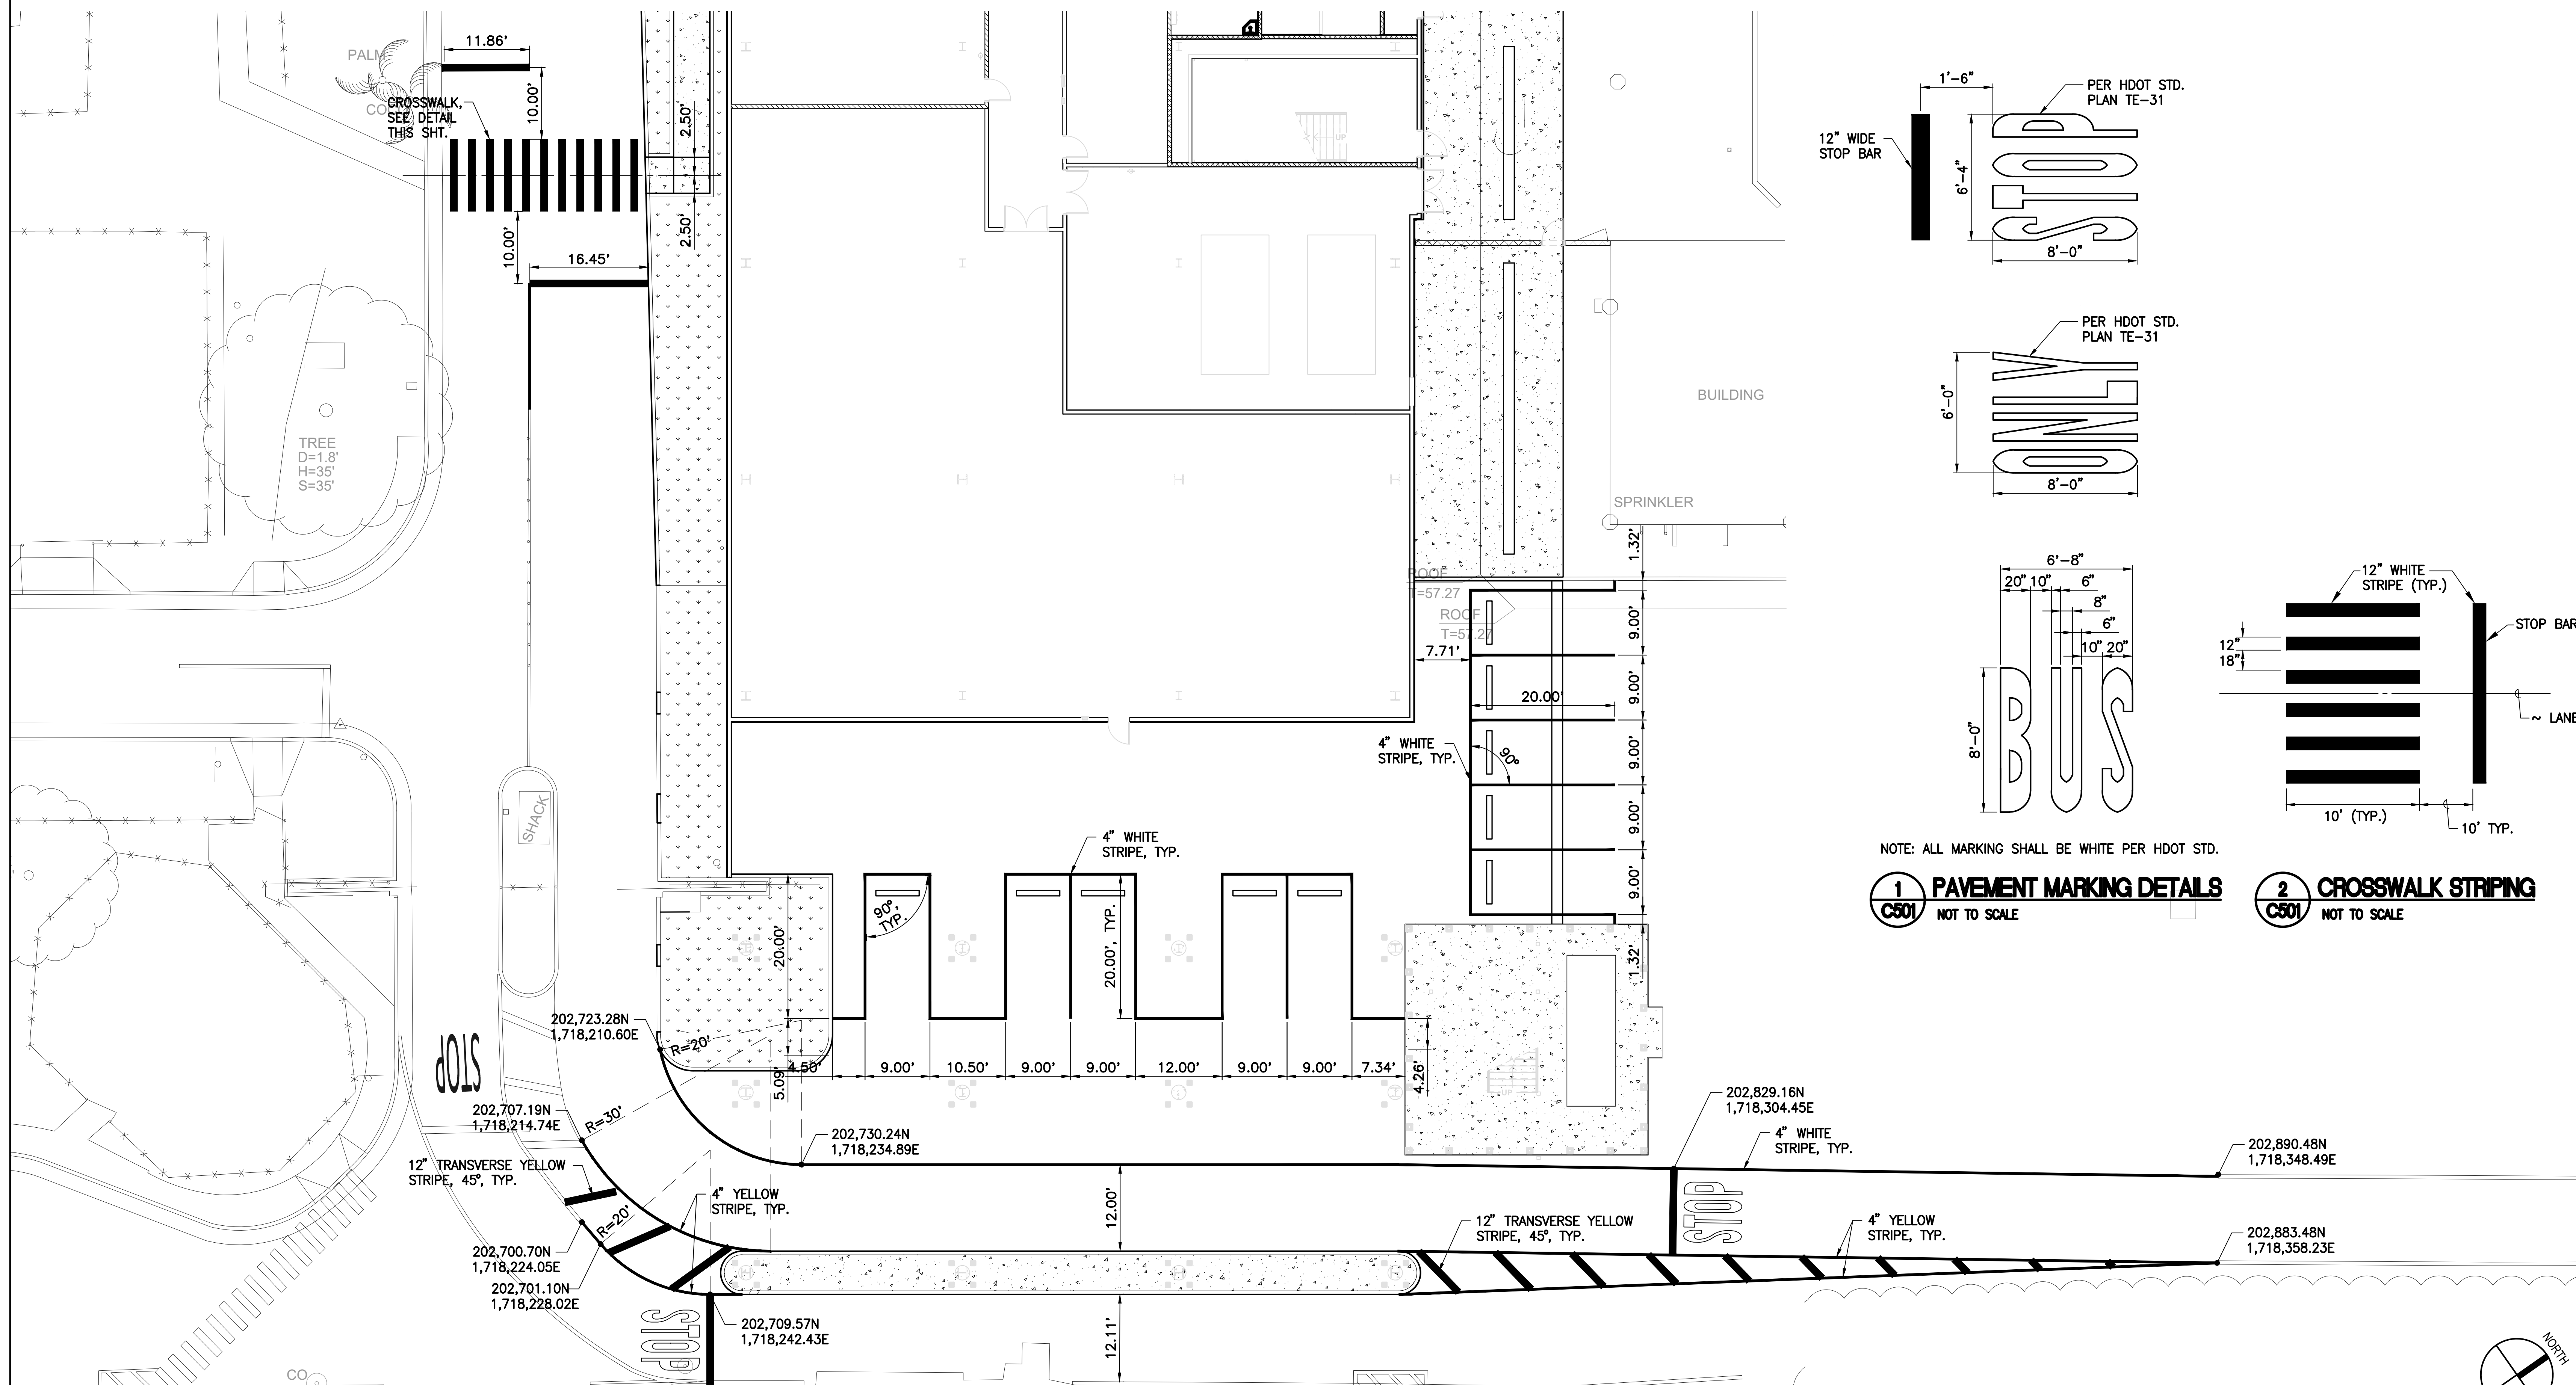 11.86'
PALM
CROSSWALK,
SEE DETAIL
THIS SHT.
10.00'
2.50'
2.50'
10.00'
16.45'
TREE
D=1.8'
H=35'
S=35'
UP
BUILDING
SPRINKLER
ROOF
T=57.27
ROOF
T=57.27
7.71'
1.32'
9.00'
9.00'
9.00'
9.00'
9.00'
1.32'
20.00'
4" WHITE
STRIPE, TYP.
90°
SHACK
4" WHITE
STRIPE, TYP.
90°,
TYP.
20.00'
20.00', TYP.
5.09'
4.50'
9.00'
10.50'
9.00'
9.00'
12.00'
9.00'
9.00'
7.34'
4.26'
STOP
202,723.28N
1,718,210.60E
R=20'
202,707.19N
1,718,214.74E
R=30'
202,730.24N
1,718,234.89E
12" TRANSVERSE YELLOW
STRIPE, 45°, TYP.
4" YELLOW
STRIPE, TYP.
R=20'
202,700.70N
1,718,224.05E
202,701.10N
1,718,228.02E
202,709.57N
1,718,242.43E
STOP
CO
12.00'
12.11'
202,829.16N
1,718,304.45E
4" WHITE
STRIPE, TYP.
STOP
12" TRANSVERSE YELLOW
STRIPE, 45°, TYP.
4" YELLOW
STRIPE, TYP.
202,890.48N
1,718,348.49E
202,883.48N
1,718,358.23E
NORTH
1'-6"
PER HDOT STD.
PLAN TE-31
12" WIDE
STOP BAR
6'-4"
STOP
8'-0"
PER HDOT STD.
PLAN TE-31
6'-0"
ONLY
8'-0"
6'-8"
20" 10" 6"
8"
6"
10" 20"
8'-0"
BUS
NOTE: ALL MARKING SHALL BE WHITE PER HDOT STD.
1
C501
PAVEMENT MARKING DETAILS
NOT TO SCALE
12" WHITE
STRIPE (TYP.)
STOP BAR
12"
18"
~ LANE
10' (TYP.)
10' TYP.
2
C501
CROSSWALK STRIPING
NOT TO SCALE